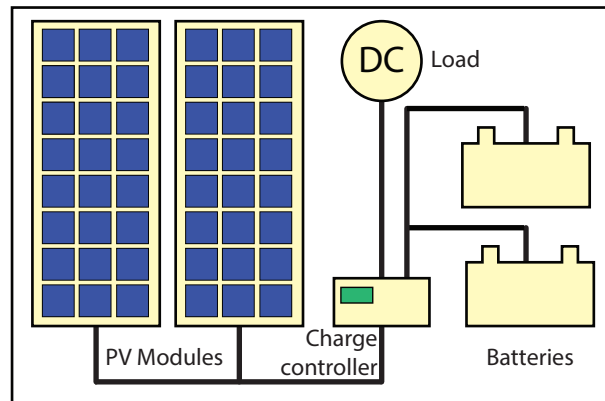 DC
Load
PV Modules
Charge
controller
Batteries